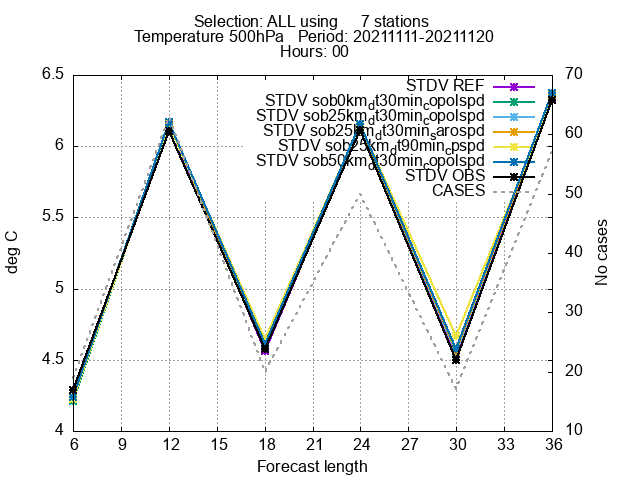 Selection: ALL using 7 stations
Temperature 500hPa Period: 20211111-20211120
Hours: 00
STDV REF
STDV sob0km_dt30min_copolspd
STDV sob25km_dt30min_copolspd
STDV sob25km_dt30min_sarospd
STDV sob25km_dt90min_cpspd
STDV sob50km_dt30min_copolspd
STDV OBS
CASES
6.5
6
5.5
5
4.5
4
deg C
70
60
50
40
30
20
10
No cases
6 9 12 15 18 21 24 27 30 33 36
Forecast length